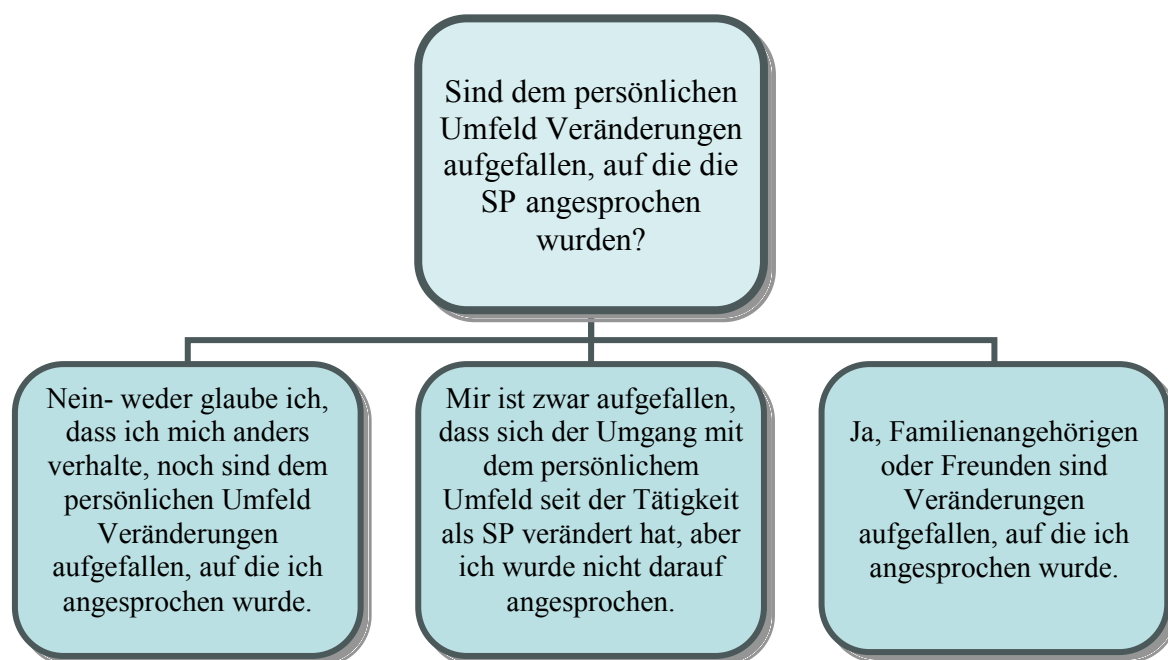 Sind dem persönlichen
Umfeld Veränderungen
aufgefallen, auf die die
SP angesprochen
wurden?
Nein- weder glaube ich,
dass ich mich anders
verhalte, noch sind dem
persönlichen Umfeld
Veränderungen
aufgefallen, auf die ich
angesprochen wurde.
Mir ist zwar aufgefallen,
dass sich der Umgang mit
dem persönlichem
Umfeld seit der Tätigkeit
als SP verändert hat, aber
ich wurde nicht darauf
angesprochen.
Ja, Familienangehörigen
oder Freunden sind
Veränderungen
aufgefallen, auf die ich
angesprochen wurde.